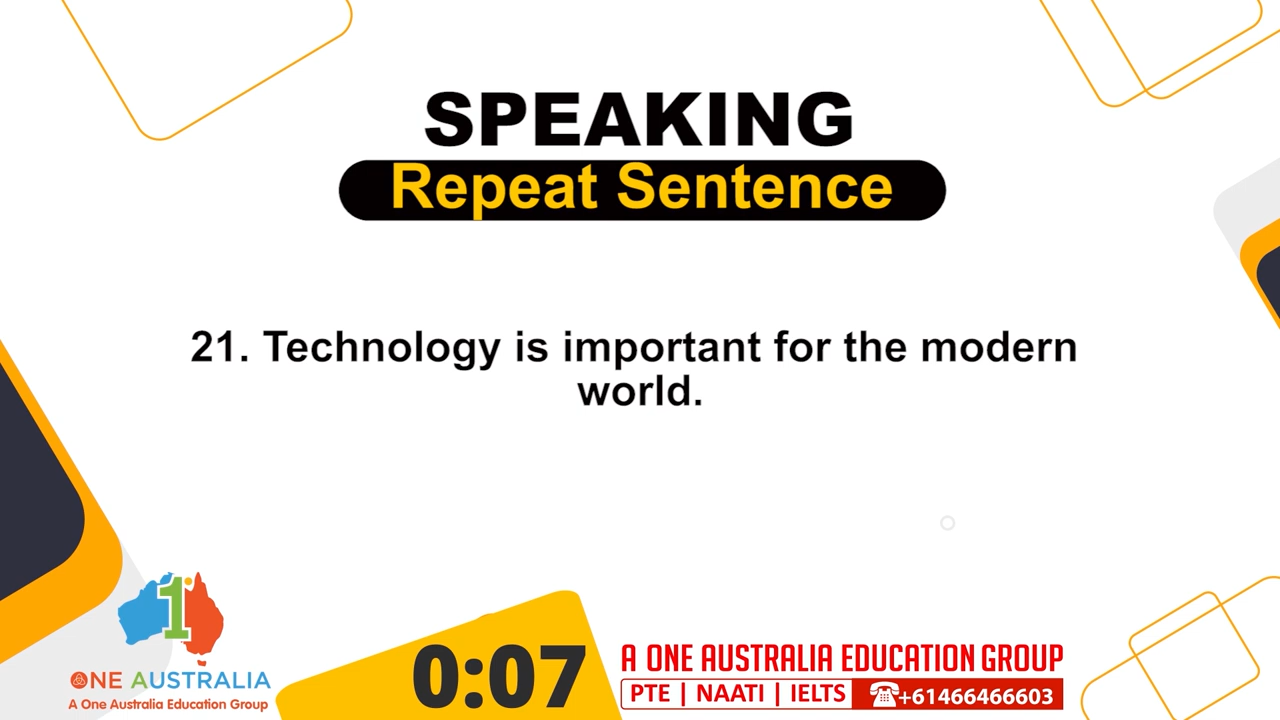 SPEAKING
Repeat Sentence
21. Technology is important for the modern
world.
1
ONE AUSTRALIA
A One Australia Education Group
0:07
A ONE AUSTRALIA EDUCATION GROUP
PTE | NAATI | IELTS ☎+61466466603